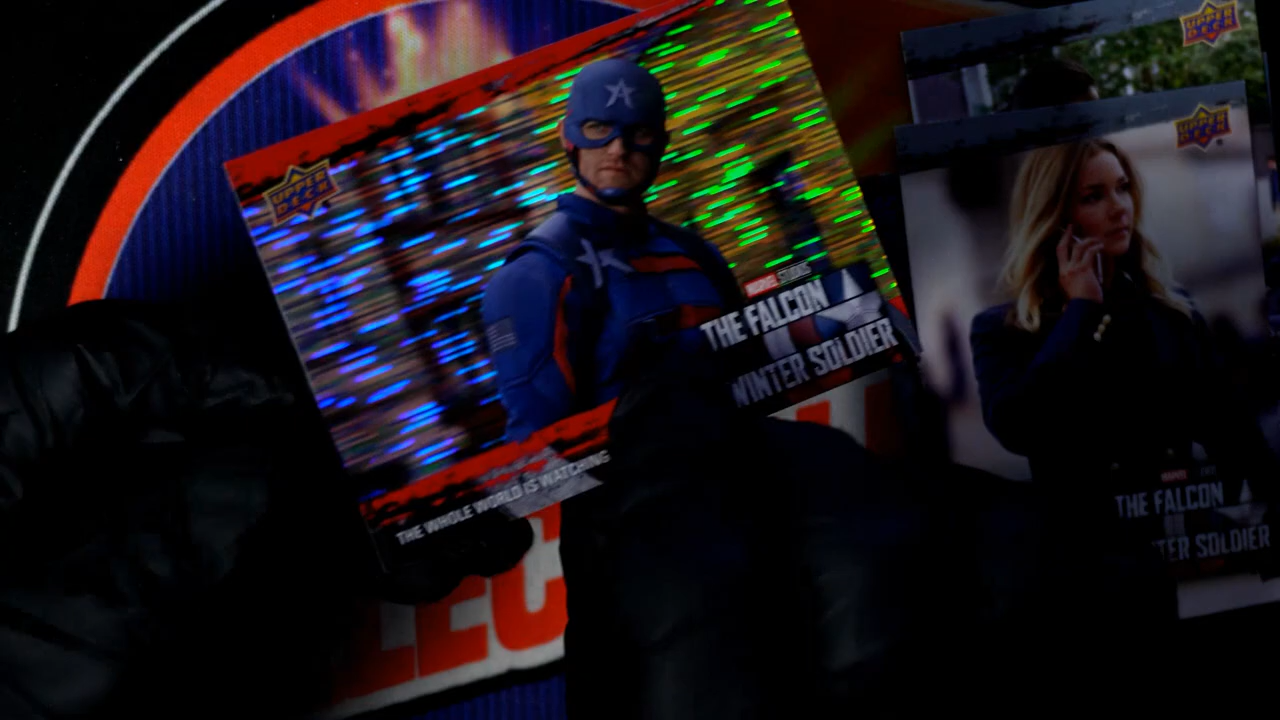 UPPER
DECK
MARVEL STUDIOS
THE FALCON
WINTER SOLDIER
THE WHOLE WORLD IS WATCHING
LEC
UPPER
DECK
UPPER
DECK
MARVEL
THE FALCON
TER SOLDIER